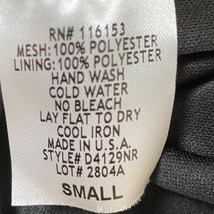 RN# 116153
MESH: 100% POLYESTER
LINING: 100% POLYESTER
HAND WASH
COLD WATER
NO BLEACH
LAY FLAT TO DRY
COOL IRON
MADE IN U.S.A.
STYLE# D4129NR
LOT# 2804A
SMALL